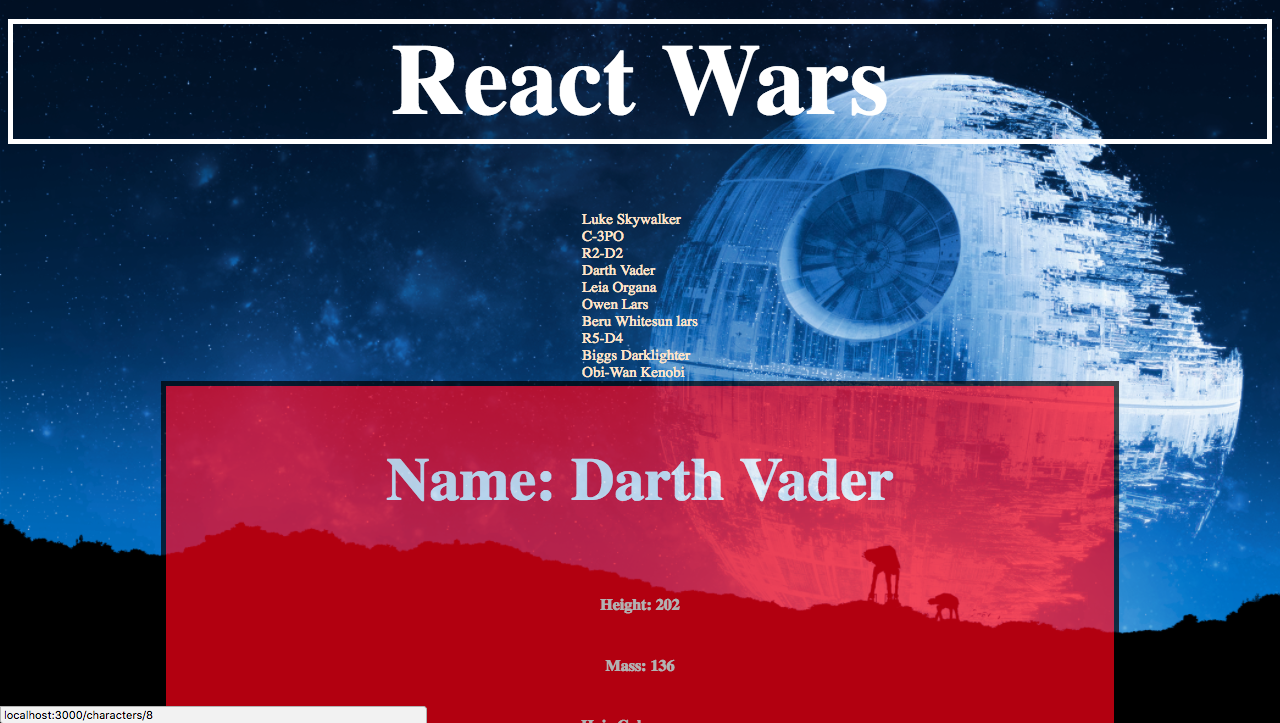 React Wars
Luke Skywalker
C-3PO
R2-D2
Darth Vader
Leia Organa
Owen Lars
Beru Whitesun lars
R5-D4
Biggs Darklighter
Obi-Wan Kenobi
Name: Darth Vader
Height: 202
Mass: 136
localhost:3000/characters/8